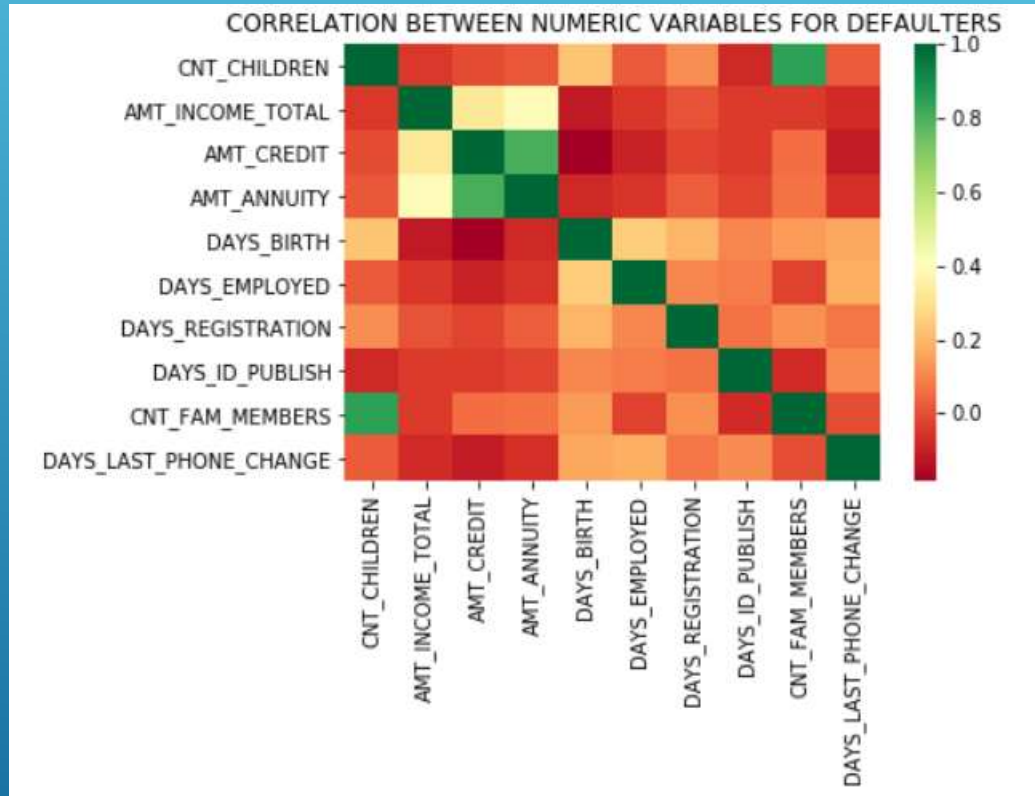 CORRELATION BETWEEN NUMERIC VARIABLES FOR DEFAULTERS
CNT_CHILDREN
AMT_INCOME_TOTAL
AMT_CREDIT
AMT_ANNUITY
DAYS_BIRTH
DAYS_EMPLOYED
DAYS_REGISTRATION
DAYS_ID_PUBLISH
CNT_FAM_MEMBERS
DAYS_LAST_PHONE_CHANGE
1.0
0.8
0.6
0.4
0.2
0.0
CNT_CHILDREN
AMT_INCOME_TOTAL
AMT_CREDIT
AMT_ANNUITY
DAYS_BIRTH
DAYS_EMPLOYED
DAYS_REGISTRATION
DAYS_ID_PUBLISH
CNT_FAM_MEMBERS
DAYS_LAST_PHONE_CHANGE